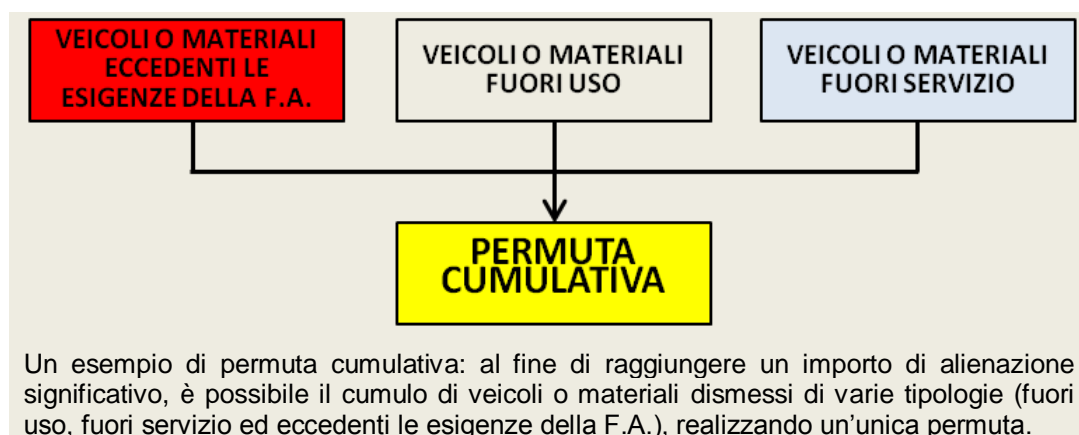 VEICOLI O MATERIALI
ECCEDENTI LE
ESIGENZE DELLA F.A.
VEICOLI O MATERIALI
FUORI USO
VEICOLI O MATERIALI
FUORI SERVIZIO
PERMUTA
CUMULATIVA
Un esempio di permuta cumulativa: al fine di raggiungere un importo di alienazione
significativo, è possibile il cumulo di veicoli o materiali dismessi di varie tipologie (fuori
uso, fuori servizio ed eccedenti le esigenze della F.A.), realizzando un'unica permuta.